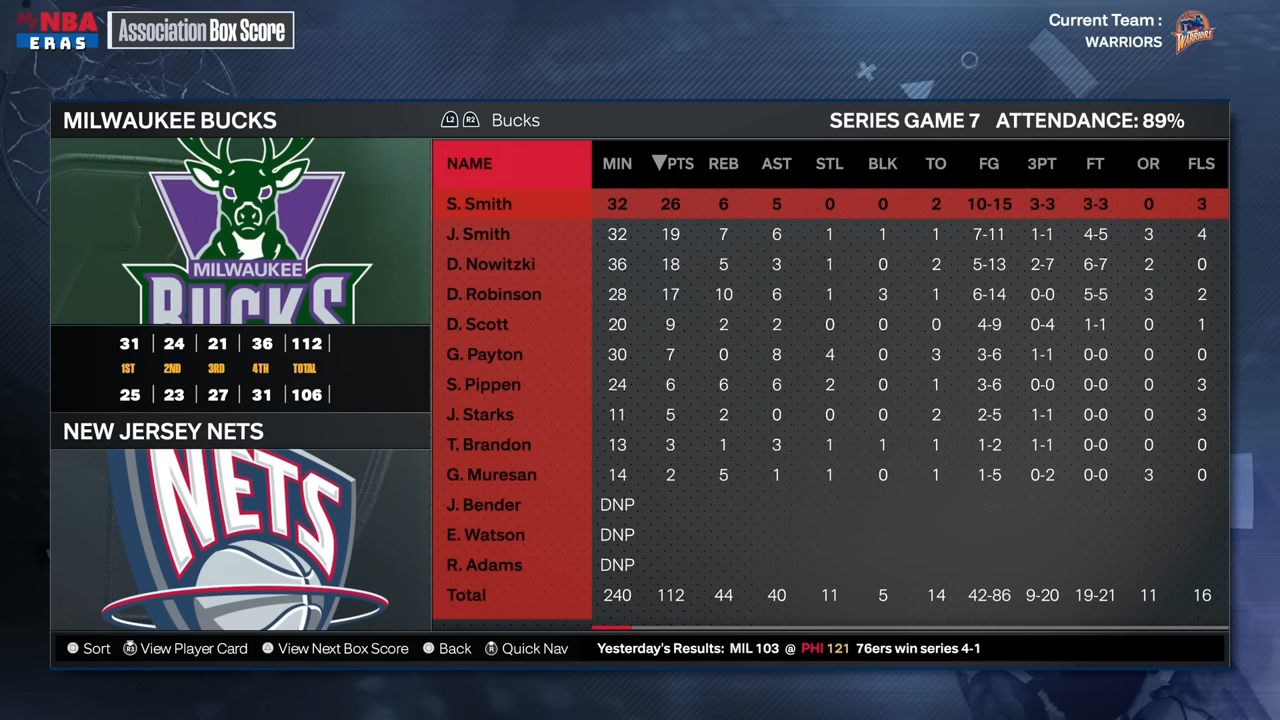 MyNBA
ERAS
Association Box Score
Current Team :
WARRIORS
WARRIORS
MILWAUKEE BUCKS
L2 R2 Bucks
SERIES GAME 7 ATTENDANCE: 89%
MILWAUKEE
BUCKS
31 24 21 36 112
1ST 2ND 3RD 4TH TOTAL
25 23 27 31 106
NEW JERSEY NETS
NETS
NAME MIN PTS REB AST STL BLK TO FG 3PT FT OR FLS
S. Smith 32 26 6 5 0 0 2 10-15 3-3 3-3 0 3
J. Smith 32 19 7 6 1 1 1 7-11 1-1 4-5 3 4
D. Nowitzki 36 18 5 3 1 0 2 5-13 2-7 6-7 2 0
D. Robinson 28 17 10 6 1 3 1 6-14 0-0 5-5 3 2
D. Scott 20 9 2 2 0 0 0 4-9 0-4 1-1 0 1
G. Payton 30 7 0 8 4 0 3 3-6 1-1 0-0 0 0
S. Pippen 24 6 6 6 2 0 1 3-6 0-0 0-0 0 3
J. Starks 11 5 2 0 0 0 2 2-5 1-1 0-0 0 3
T. Brandon 13 3 1 3 1 1 1 1-2 1-1 0-0 0 0
G. Muresan 14 2 5 1 1 0 1 1-5 0-2 0-0 3 0
J. Bender DNP
E. Watson DNP
R. Adams DNP
Total 240 112 44 40 11 5 14 42-86 9-20 19-21 11 16
Sort R3 View Player Card View Next Box Score Back R Quick Nav
Yesterday's Results: MIL 103 @ PHI 121 76ers win series 4-1